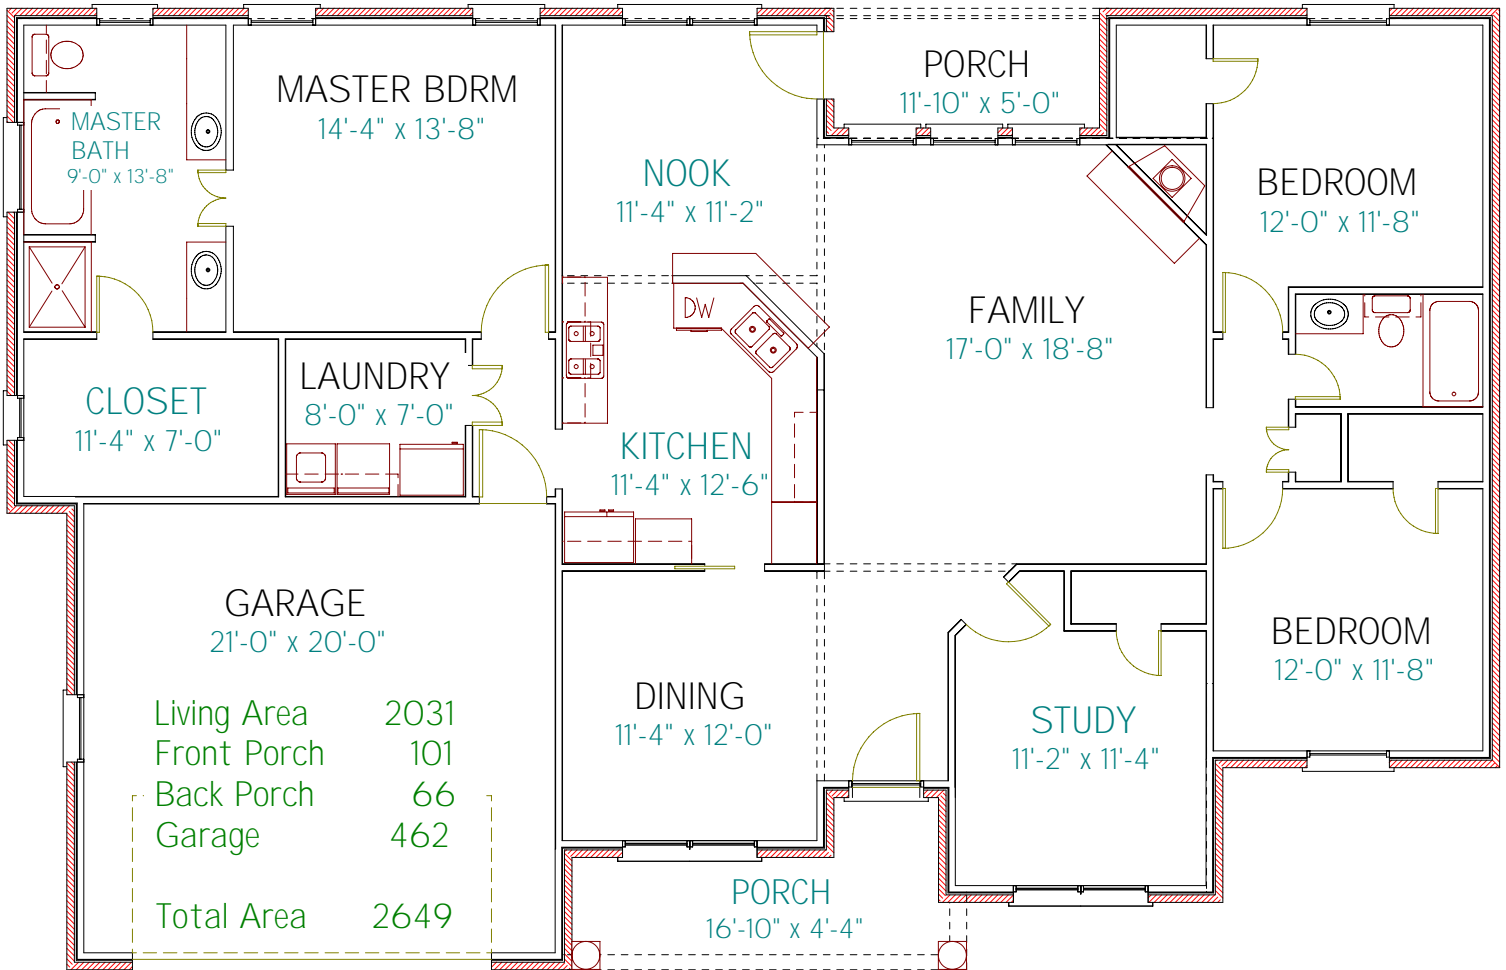 MASTER BDRM
14'-4" x 13'-8"
MASTER
BATH
9'-0" x 13'-8"
NOOK
11'-4" x 11'-2"
PORCH
11'-10" x 5'-0"
BEDROOM
12'-0" x 11'-8"
DW
FAMILY
17'-0" x 18'-8"
CLOSET
11'-4" x 7'-0"
LAUNDRY
8'-0" x 7'-0"
KITCHEN
11'-4" x 12'-6"
GARAGE
21'-0" x 20'-0"
DINING
11'-4" x 12'-0"
STUDY
11'-2" x 11'-4"
BEDROOM
12'-0" x 11'-8"
Living Area 2031
Front Porch 101
Back Porch 66
Garage 462
Total Area 2649
PORCH
16'-10" x 4'-4"